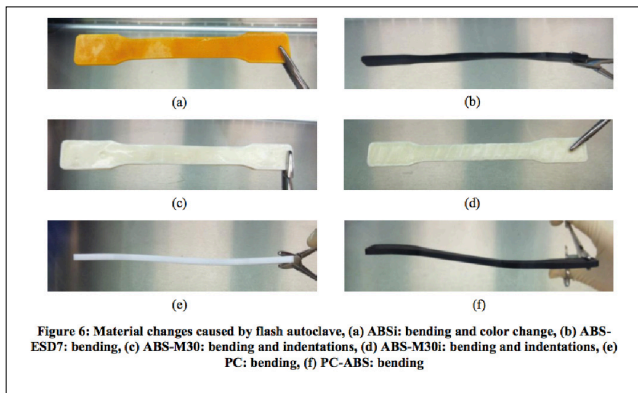 (a)
(b)
(c)
(d)
(e)
(f)
Figure 6: Material changes caused by flash autoclave, (a) ABSi: bending and color change, (b) ABS-
ESD7: bending, (c) ABS-M30: bending and indentations, (d) ABS-M30i: bending and indentations, (e)
PC: bending, (f) PC-ABS: bending